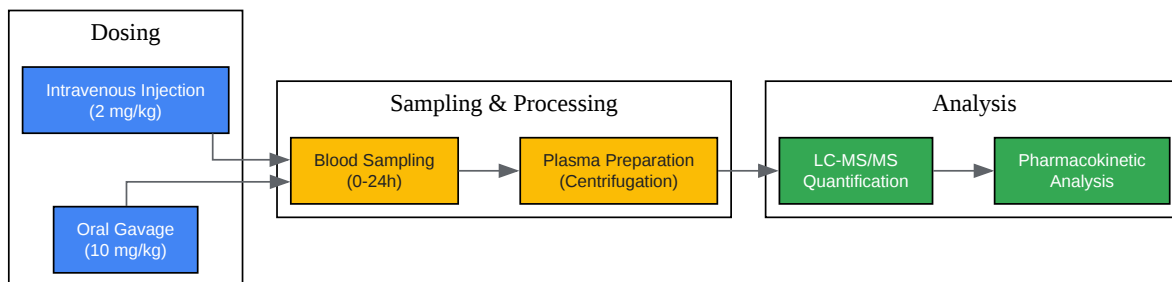 Dosing
Intravenous Injection
(2 mg/kg)
Oral Gavage
(10 mg/kg)
Sampling & Processing
Blood Sampling
(0-24h)
Plasma Preparation
(Centrifugation)
Analysis
LC-MS/MS
Quantification
Pharmacokinetic
Analysis